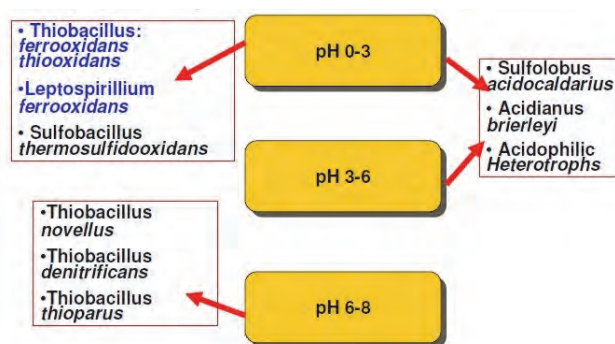 • Thiobacillus:
ferrooxidans
thiooxidans
•Leptospirillium
ferrooxidans
• Sulfobacillus
thermosulfidooxidans
pH 0-3
• Sulfolobus
acidocaldarius
• Acidianus
brierleyi
• Acidophilic
Heterotrophs
pH 3-6
•Thiobacillus
novellus
•Thiobacillus
denitrificans
•Thiobacillus
thioparus
pH 6-8